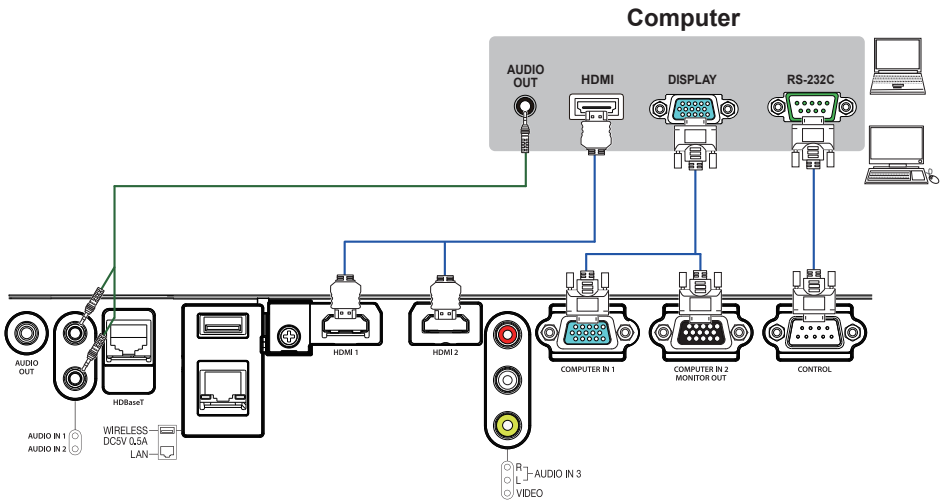 Computer
AUDIO
OUT
HDMI
DISPLAY
RS-232C
AUDIO
OUT
HDBaseT
HDMI 1
HDMI 2
COMPUTER IN 1
COMPUTER IN 2
MONITOR OUT
CONTROL
AUDIO IN 1
AUDIO IN 2
WIRELESS
DC5V 0.5A
LAN
R
L
AUDIO IN 3
VIDEO